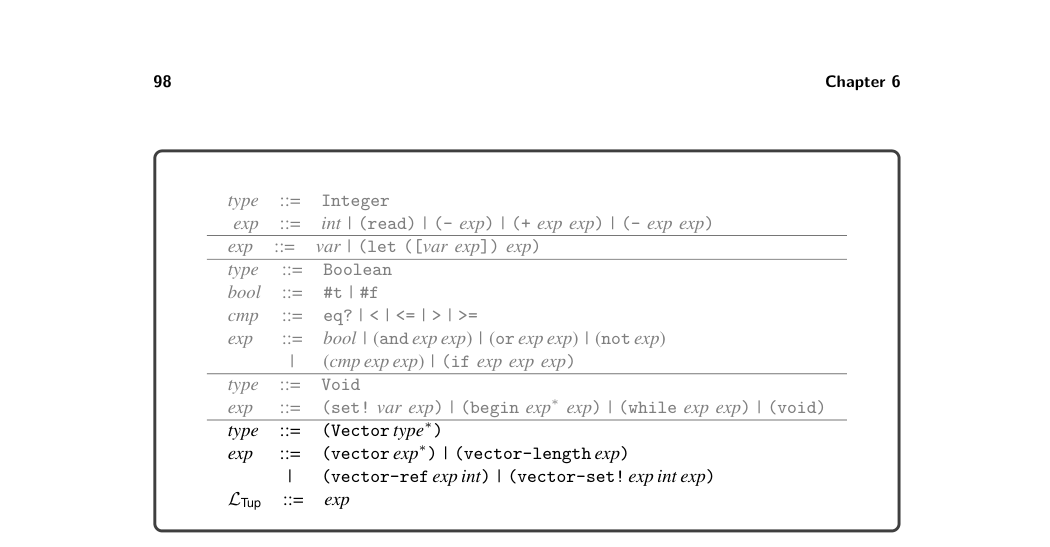 98 Chapter 6
type ::= Integer
exp ::= int | (read) | (- exp) | (+ exp exp) | (- exp exp)
exp ::= var | (let ([var exp]) exp)
type ::= Boolean
bool ::= #t | #f
cmp ::= eq? | < | <= | > | >=
exp ::= bool | (and exp exp) | (or exp exp) | (not exp)
| (cmp exp exp) | (if exp exp exp)
type ::= Void
exp ::= (set! var exp) | (begin exp* exp) | (while exp exp) | (void)
type ::= (Vector type*)
exp ::= (vector exp*) | (vector-length exp)
| (vector-ref exp int) | (vector-set! exp int exp)
ℒTup ::= exp